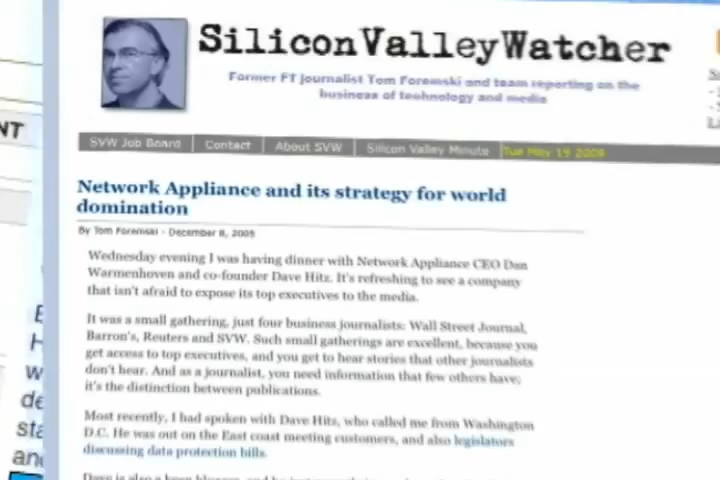 SiliconValleyWatcher
Former FT journalist Tom Foremski and team reporting on the
business of technology and media
SVW Job Board
Contact
About SVW
Silicon Valley Minute
Tue May 19 2009
Network Appliance and its strategy for world
domination
By Tom Foremski - December 8, 2005
Wednesday evening I was having dinner with Network Appliance CEO Dan
Warmenhoven and co-founder Dave Hitz. It's refreshing to see a company
that isn't afraid to expose its top executives to the media.
It was a small gathering, just four business journalists: Wall Street Journal,
Barron's, Reuters and SVW. Such small gatherings are excellent, because you
get access to top executives, and you get to hear stories that other journalists
don't hear. And as a journalist, you need information that few others have;
it's the distinction between publications.
Most recently, I had spoken with Dave Hitz, who called me from Washington
D.C. He was out on the East coast meeting customers, and also legislators
discussing data protection bills.
NT